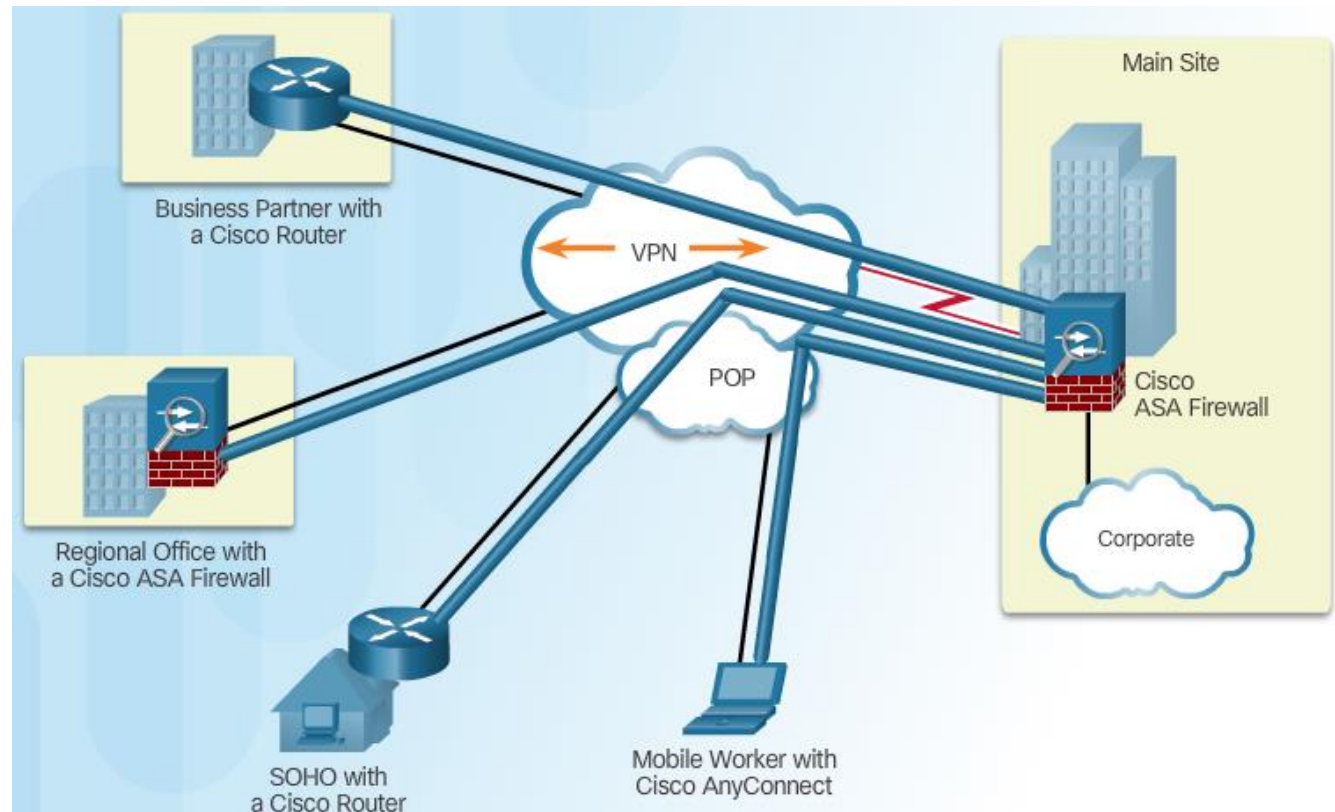 Main Site
Business Partner with
a Cisco Router
VPN
POP
Cisco
ASA Firewall
Regional Office with
a Cisco ASA Firewall
Corporate
SOHO with
a Cisco Router
Mobile Worker with
Cisco AnyConnect